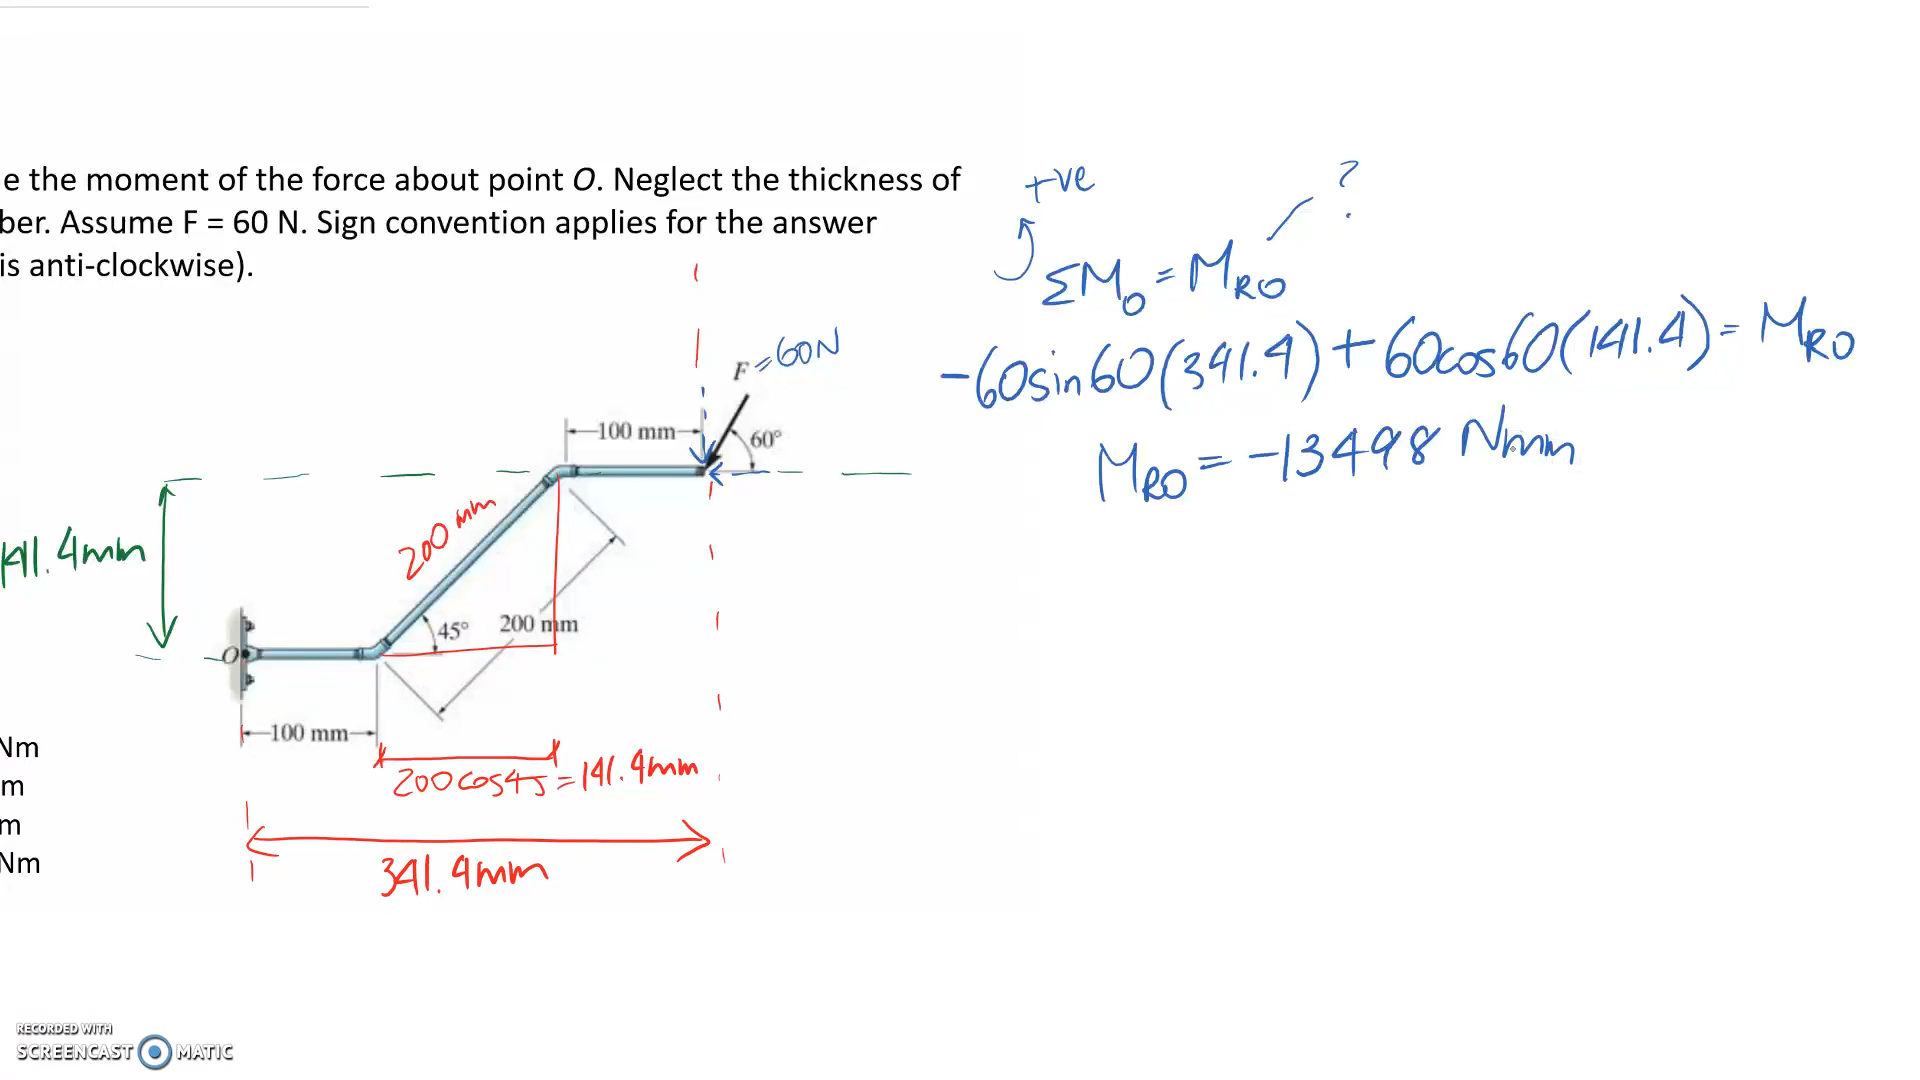 e the moment of the force about point O. Neglect the thickness of
ber. Assume F = 60 N. Sign convention applies for the answer
is anti-clockwise).
+ve
?
ΣM_O = M_RO
-60sin60(341.4) + 60cos60(141.4) = M_RO
M_RO = -13498 Nmm
F = 60N
100 mm
60°
200 mm
141.4mm
45°
200 mm
O
100 mm
200cos45 = 141.4mm
341.4mm
Nm
m
m
Nm
RECORDED WITH
SCREENCAST MATIC